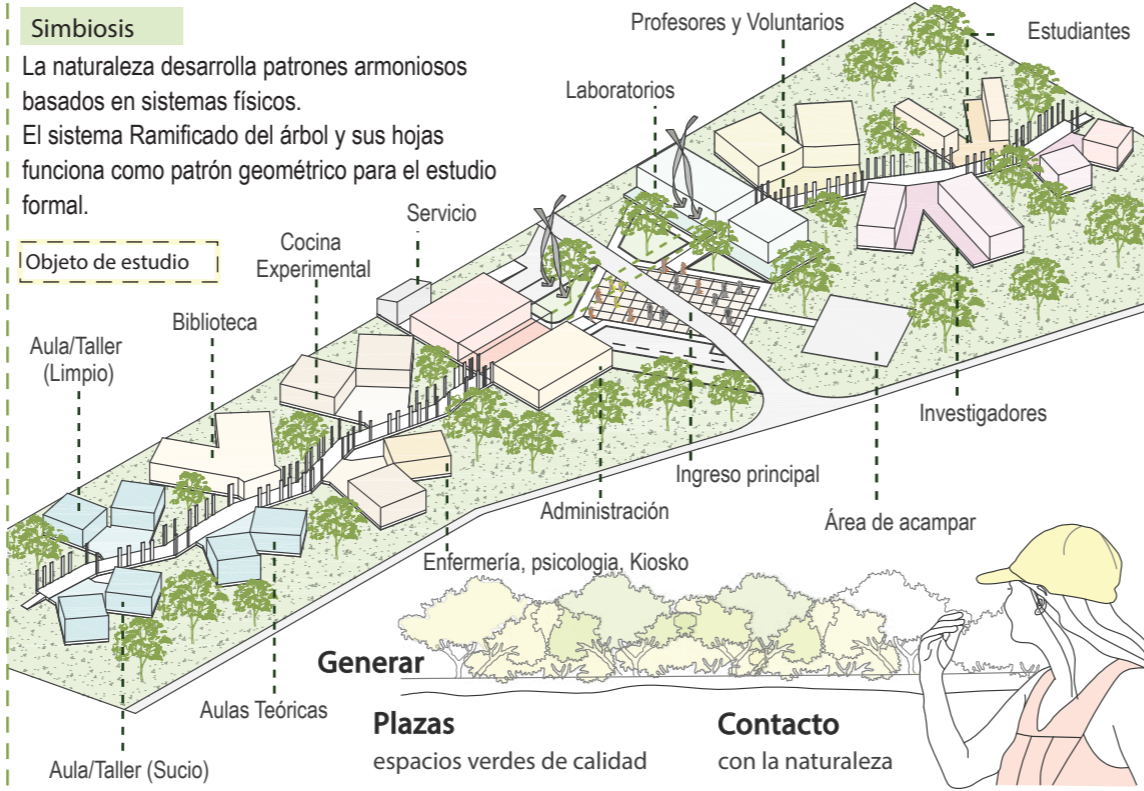 Simbiosis
La naturaleza desarrolla patrones armoniosos
basados en sistemas físicos.
El sistema Ramificado del árbol y sus hojas
funciona como patrón geométrico para el estudio
formal.
Objeto de estudio
Profesores y Voluntarios
Estudiantes
Laboratorios
Servicio
Cocina
Experimental
Biblioteca
Aula/Taller
(Limpio)
Investigadores
Ingreso principal
Administración
Área de acampar
Enfermería, psicologia, Kiosko
Aulas Teóricas
Aula/Taller (Sucio)
Generar
Plazas
espacios verdes de calidad
Contacto
con la naturaleza